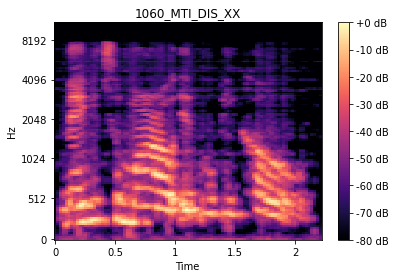 1060_MTI_DIS_XX
Hz
8192
4096
2048
1024
512
0
0
0.5
1
1.5
2
Time
+0 dB
-10 dB
-20 dB
-30 dB
-40 dB
-50 dB
-60 dB
-70 dB
-80 dB